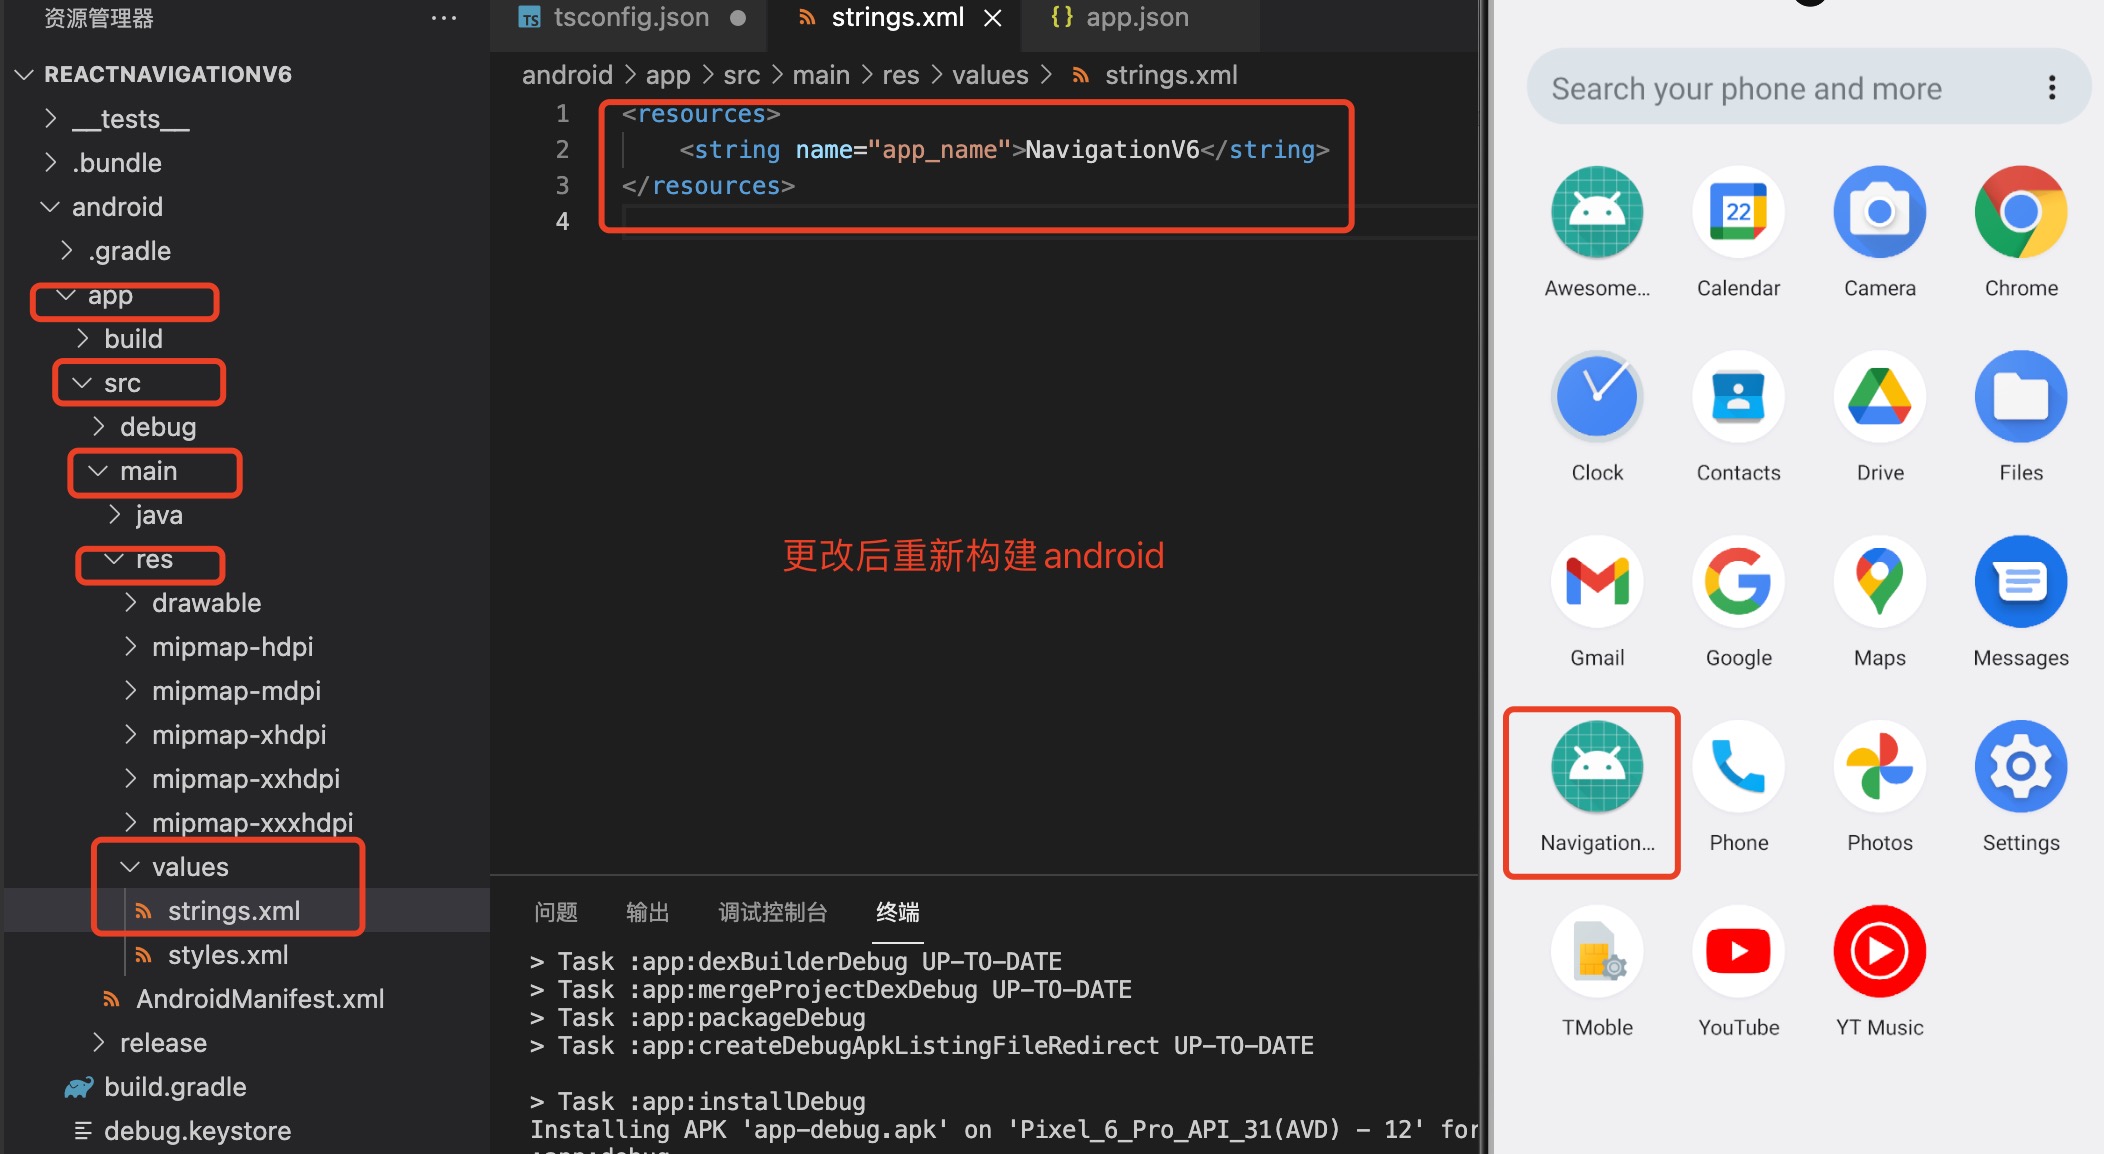 资源管理器
REACTNAVIGATIONV6
__tests__
.bundle
android
.gradle
app
build
src
debug
main
java
res
drawable
mipmap-hdpi
mipmap-mdpi
mipmap-xhdpi
mipmap-xxhdpi
mipmap-xxxhdpi
values
strings.xml
styles.xml
AndroidManifest.xml
release
build.gradle
debug.keystore
TS tsconfig.json
strings.xml
{} app.json
android > app > src > main > res > values > strings.xml
1 <resources>
2 <string name="app_name">NavigationV6</string>
3 </resources>
4
更改后重新构建android
问题 输出 调试控制台 终端
> Task :app:dexBuilderDebug UP-TO-DATE
> Task :app:mergeProjectDexDebug UP-TO-DATE
> Task :app:packageDebug
> Task :app:createDebugApkListingFileRedirect UP-TO-DATE
> Task :app:installDebug
Installing APK 'app-debug.apk' on 'Pixel_6_Pro_API_31(AVD) - 12' for
:app:debug
Search your phone and more
22
Awesome... Calendar Camera Chrome
Clock Contacts Drive Files
Gmail Google Maps Messages
Navigation... Phone Photos Settings
TMoble YouTube YT Music